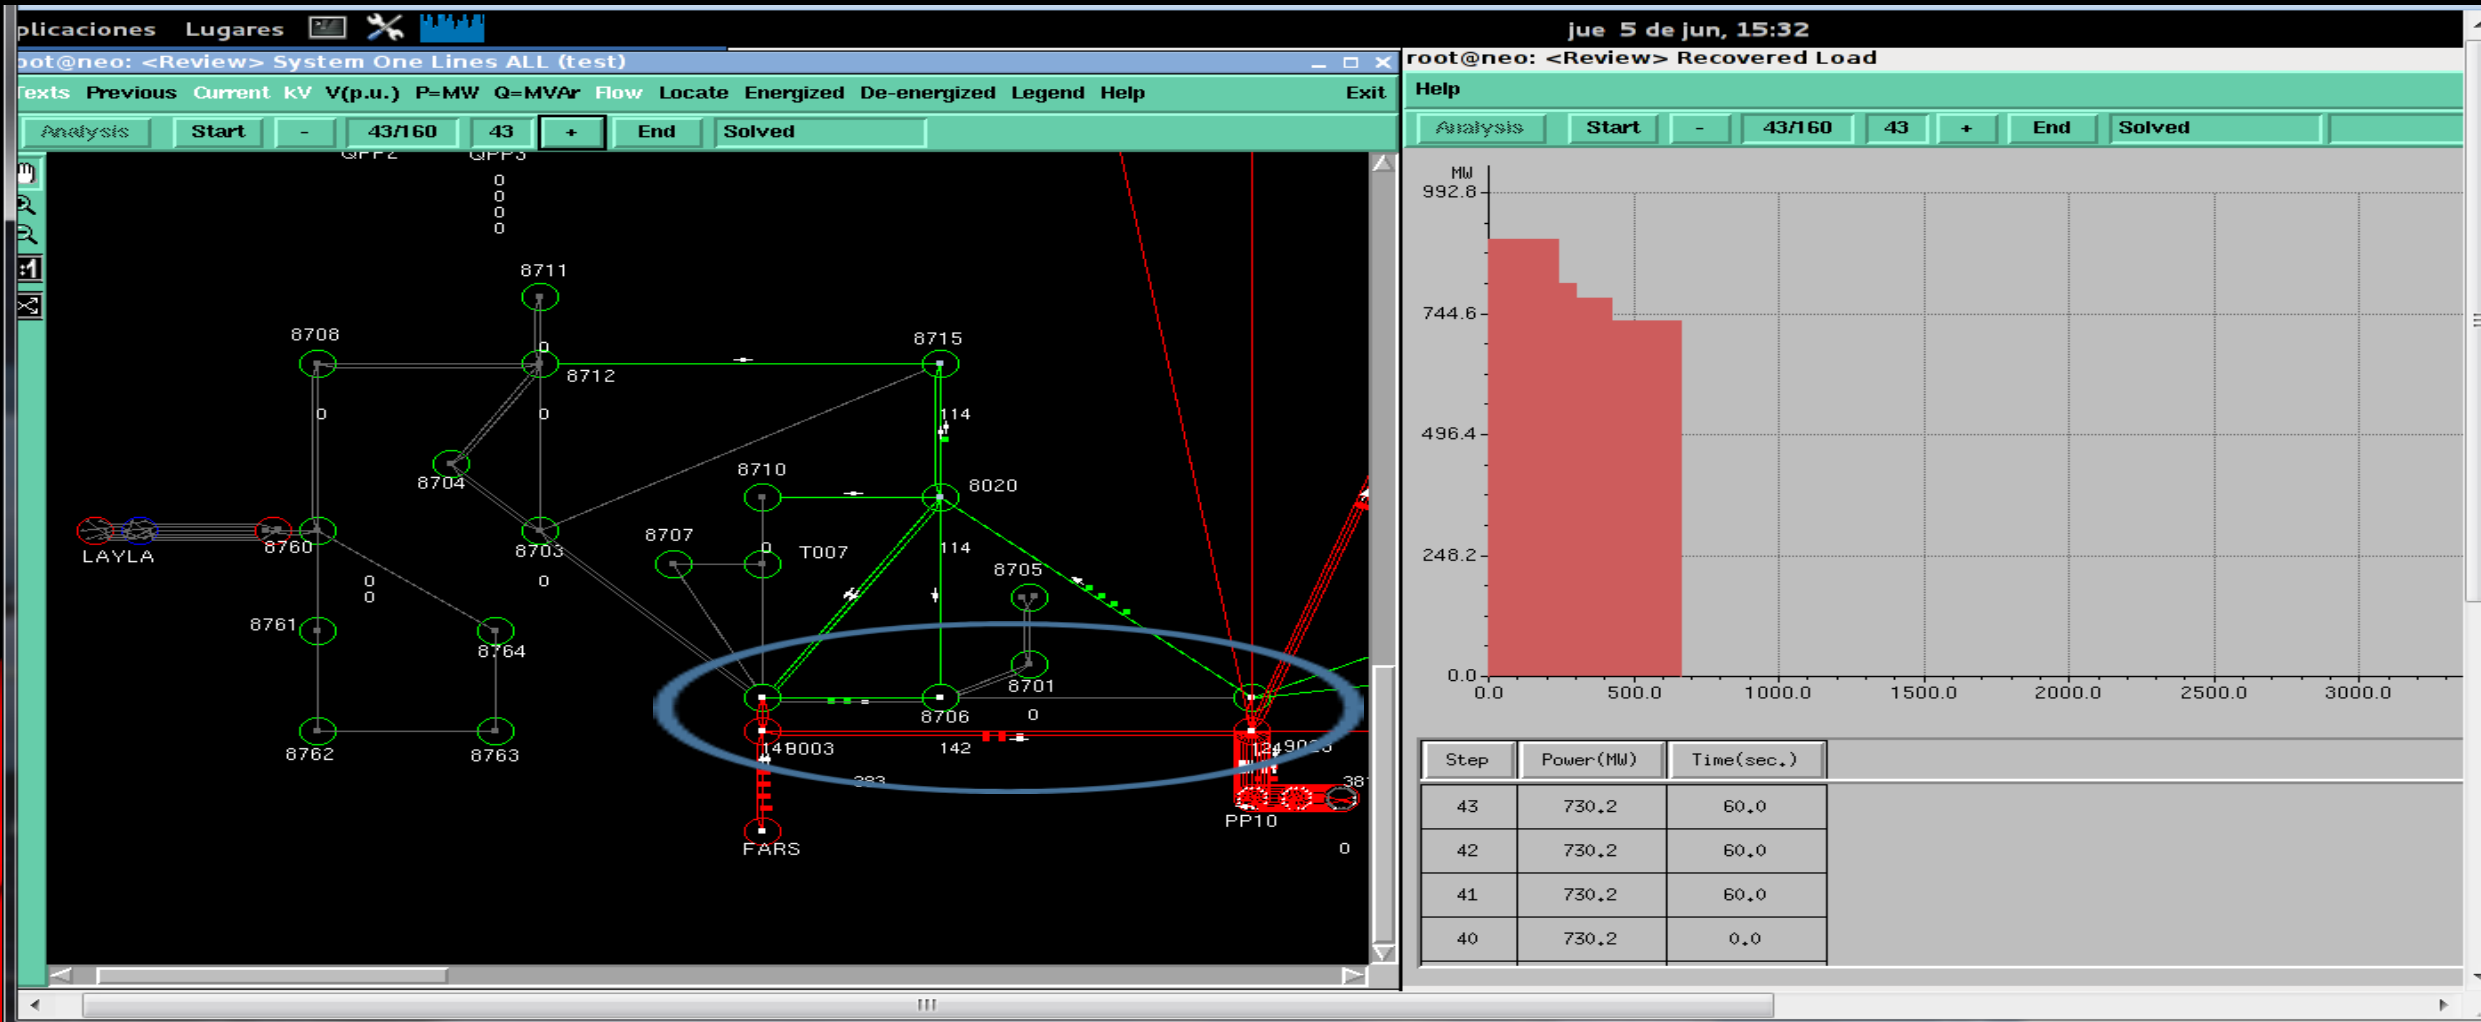 plicaciones Lugares
jue 5 de jun, 15:32
oot@neo: <Review> System One Lines ALL (test)
Texts Previous Current kV V(p.u.) P=MW Q=MVAr Flow Locate Energized De-energized Legend Help Exit
Analysis Start - 43/160 43 + End Solved
:1
QPP2 QPP3
0
0
0
0
8711
8708
8715
0
8712
0
0
114
8710
8704
8020
8707
0
T007
114
LAYLA
8760
8703
8705
0
0
0
8761
8764
8701
8706
0
8762
8763
9003
142
383
38
PP10
FARS
0
root@neo: <Review> Recovered Load
Help
Analysis Start - 43/160 43 + End Solved
MW
992.8
744.6
496.4
248.2
0.0
0.0 500.0 1000.0 1500.0 2000.0 2500.0 3000.0
Step Power(MW) Time(sec.)
43 730.2 60.0
42 730.2 60.0
41 730.2 60.0
40 730.2 0.0